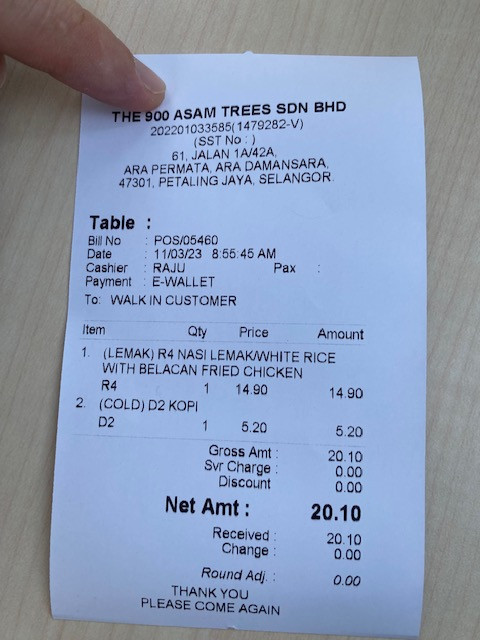 THE 900 ASAM TREES SDN BHD
202201033585(1479282-V)
(SST No : )
61, JALAN 1A/42A,
ARA PERMATA, ARA DAMANSARA,
47301, PETALING JAYA, SELANGOR.
Table :
Bill No : POS/05460
Date : 11/03/23 8:55:45 AM
Cashier : RAJU Pax :
Payment : E-WALLET
To: WALK IN CUSTOMER
Item Qty Price Amount
1. (LEMAK) R4 NASI LEMAK/WHITE RICE
WITH BELACAN FRIED CHICKEN
R4 1 14.90 14.90
2. (COLD) D2 KOPI
D2 1 5.20 5.20
Gross Amt : 20.10
Svr Charge : 0.00
Discount 0.00
Net Amt : 20.10
Received : 20.10
Change : 0.00
Round Adj. : 0.00
THANK YOU
PLEASE COME AGAIN